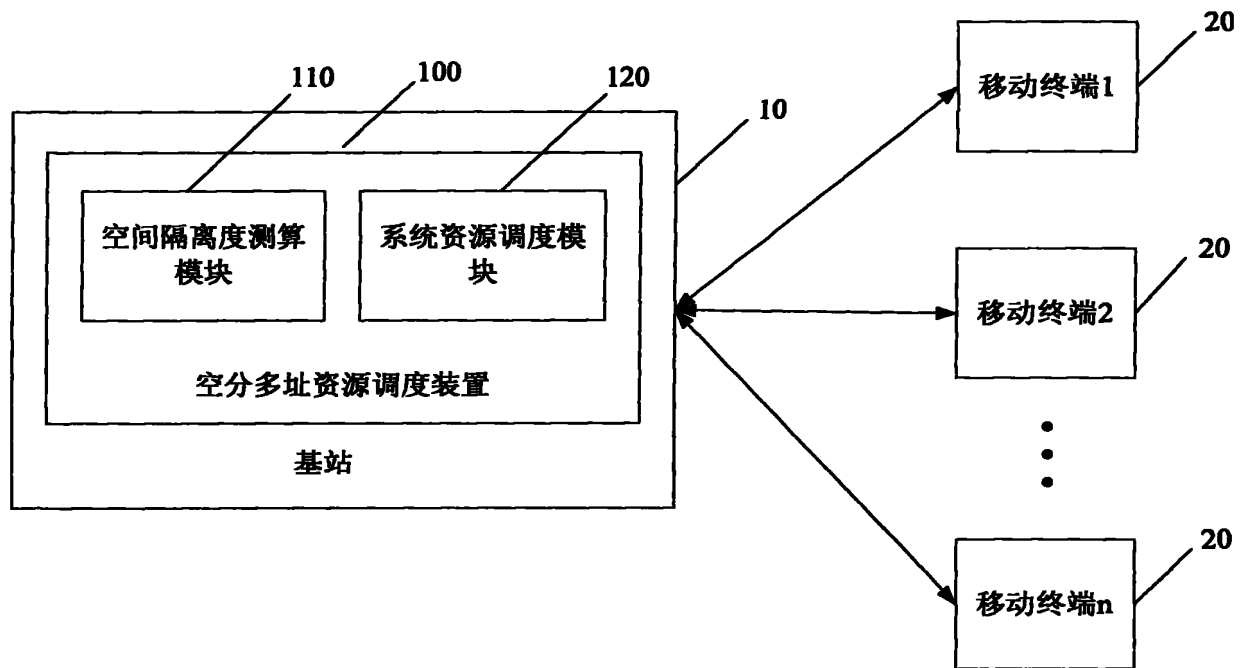 110
100
120
10
空间隔离度测算
模块
系统资源调度模
块
空分多址资源调度装置
基站
20
移动终端1
20
移动终端2
20
移动终端n